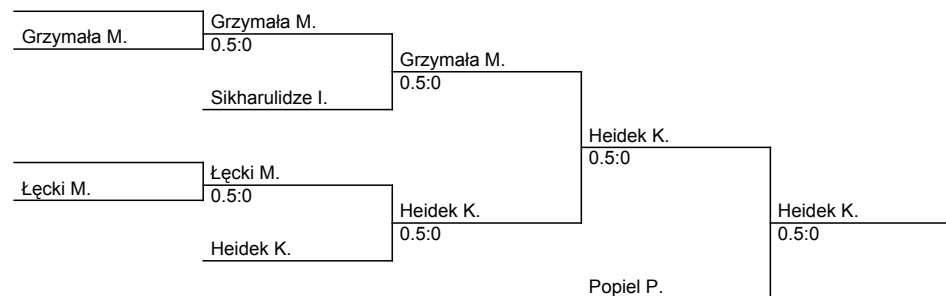 Grzymała M.
Grzymała M.
0.5:0
Grzymała M.
0.5:0
Sikharulidze I.
Heidek K.
0.5:0
Łęcki M.
Łęcki M.
0.5:0
Heidek K.
0.5:0
Heidek K.
0.5:0
Heidek K.
Popiel P.